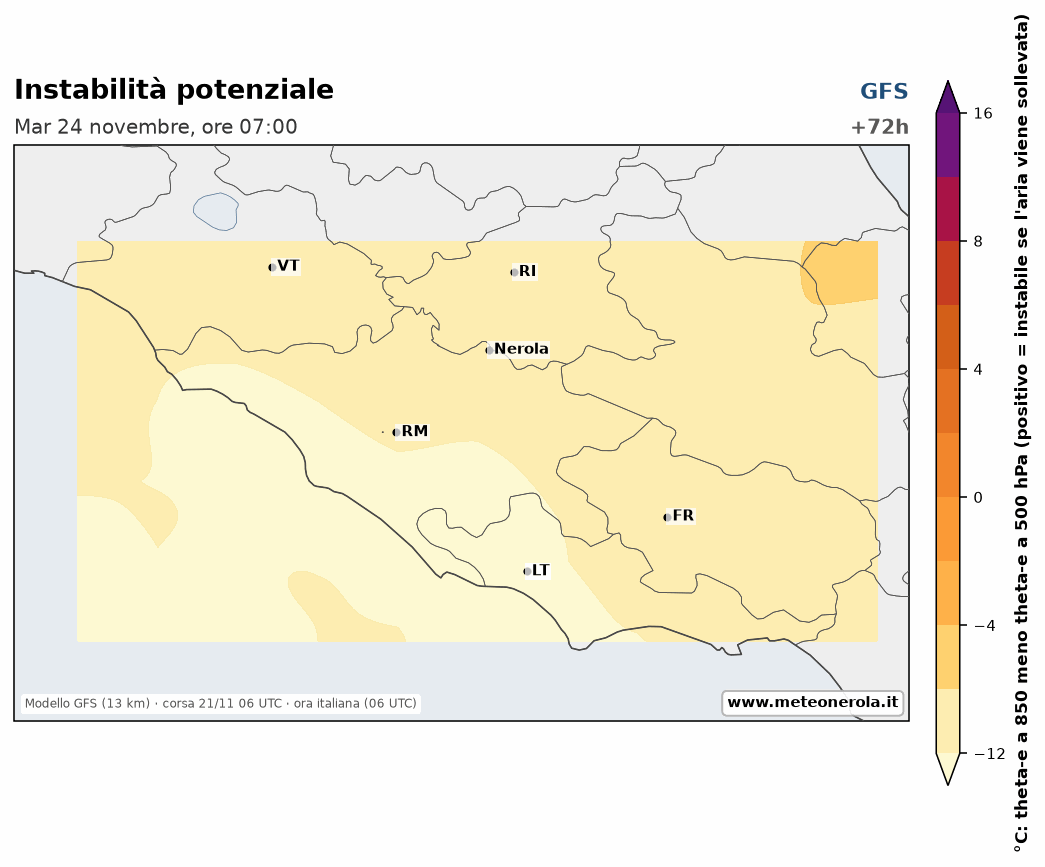 Instabilità potenziale
GFS
Mar 24 novembre, ore 07:00
+72h
VT
RI
Nerola
RM
FR
LT
Modello GFS (13 km) · corsa 21/11 06 UTC · ora italiana (06 UTC)
www.meteonerola.it
16
8
4
0
−4
−12
°C: theta-e a 850 meno theta-e a 500 hPa (positivo = instabile se l'aria viene sollevata)